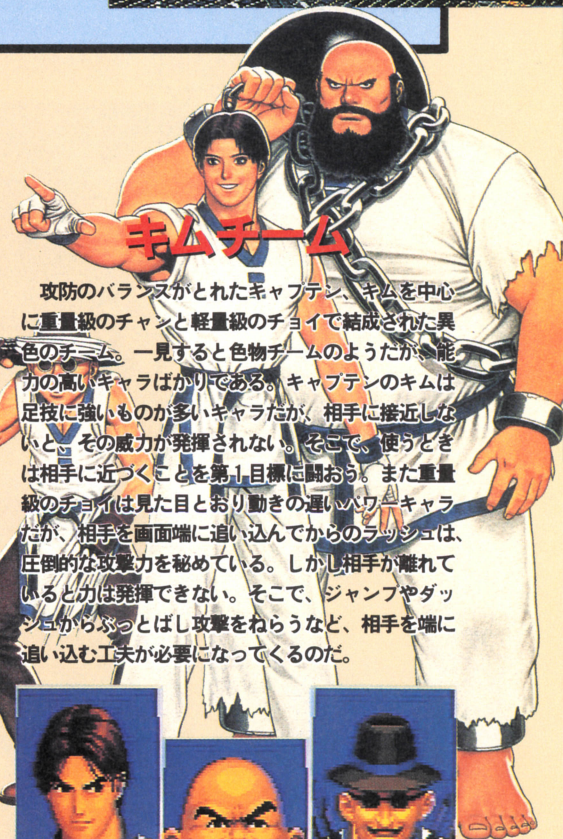 キムチーム
攻防のバランスがとれたキャプテン、キムを中心
に重量級のチャンと軽量級のチョイで結成された異
色のチーム。一見すると色物チームのようだが、能
力の高いキャラばかりである。キャプテンのキムは
足技に強いものが多いキャラだが、相手に接近しな
いと、その威力が発揮されない。そこで、使うとき
は相手に近づくことを第1目標に闘おう。また重量
級のチョイは見た目とおり動きの遅いパワーキャラ
だが、相手を画面端に追い込んでからのラッシュは、
圧倒的な攻撃力を秘めている。しかし相手が離れて
いると力は発揮できない。そこで、ジャンプやダッ
シュからぶっとばし攻撃をねらうなど、相手を端に
追い込む工夫が必要になってくるのだ。